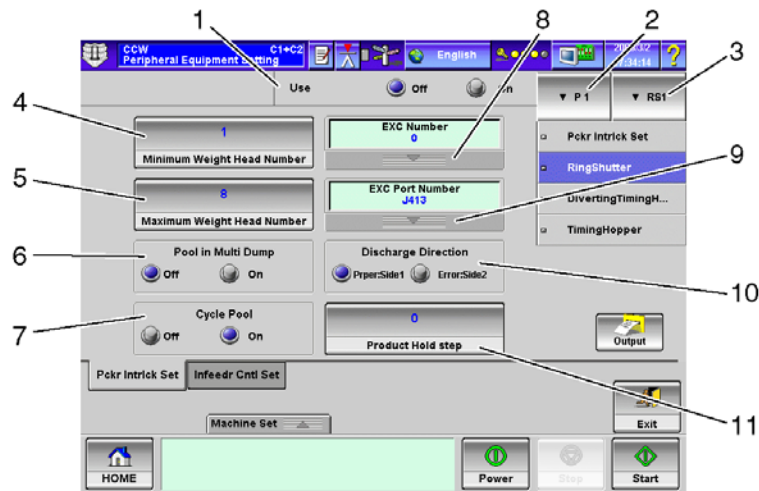 1
8
2
3
CCW
C1→C2
Peripheral Equipment Setting
English
?
Use
Off
On
▼ P 1
▼ RS1
4
1
Minimum Weight Head Number
EXC Number
0
Pckr Intrlck Set
RingShutter
5
8
Maximum Weight Head Number
EXC Port Number
J413
9
DivertingTimingH...
TimingHopper
6
Pool in Multi Dump
Off
On
Discharge Direction
Prper:Side1
Error:Side2
10
7
Cycle Pool
Off
On
0
Product Hold step
11
Output
Pckr Intrlck Set
Infeedr Cntl Set
Machine Set
Exit
HOME
Power
Stop
Start